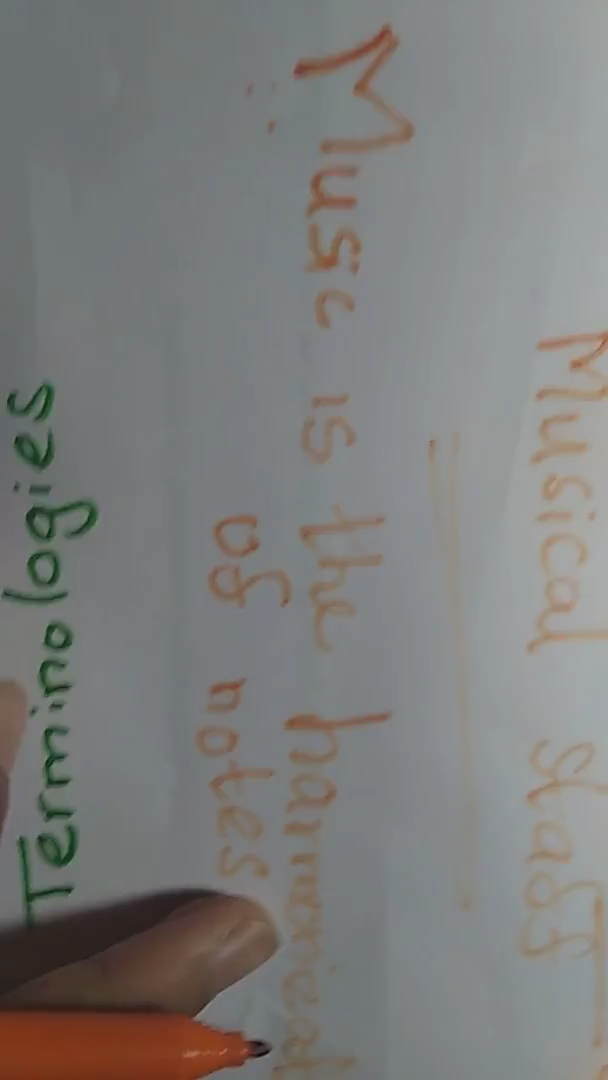 Musical staff
Music is the harmonical
of notes
Terminologies